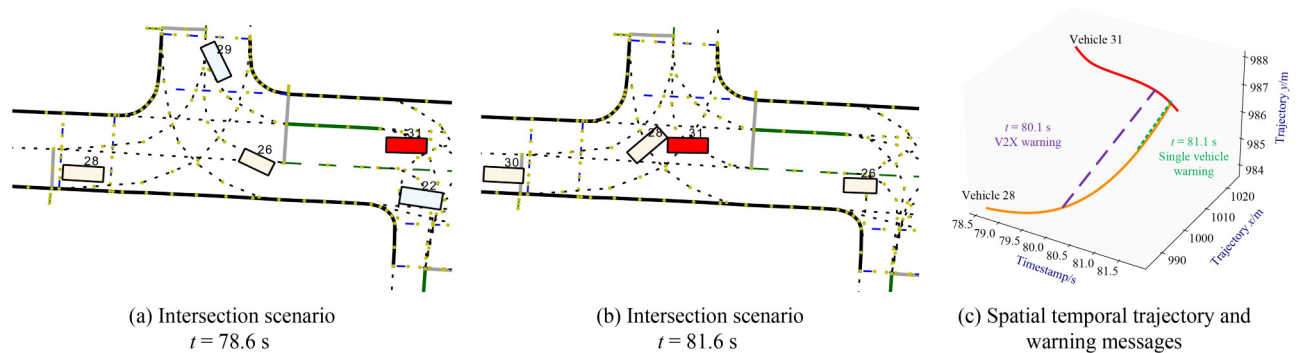 29
31
26
28
22
(a) Intersection scenario
t = 78.6 s
28
31
30
26
(b) Intersection scenario
t = 81.6 s
Vehicle 31
988
987
986
985
984
Trajectory y/m
t = 80.1 s
V2X warning
t = 81.1 s
Single vehicle
warning
Vehicle 28
78.5
79.0
79.5
80.0
80.5
81.0
81.5
Timestamp/s
990
1000
1010
1020
Trajectory x/m
(c) Spatial temporal trajectory and
warning messages